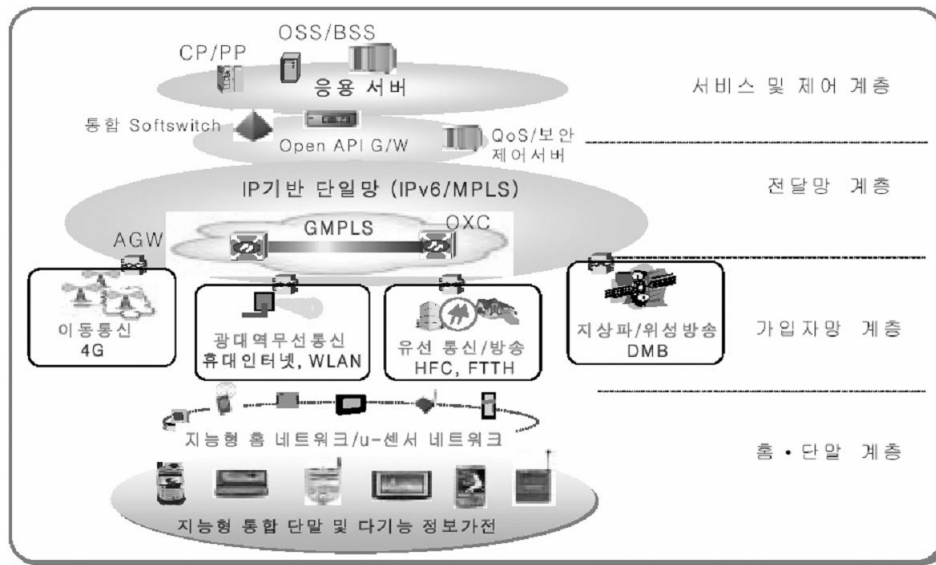 OSS/BSS
CP/PP
응용 서버
서비스 및 제어 계층
통합 Softswitch
Open API G/W
QoS/보안
제어서버
IP기반 단일망 (IPv6/MPLS)
전달망 계층
GMPLS
OXC
AGW
이동통신
4G
광대역무선통신
휴대인터넷, WLAN
유선 통신/방송
HFC, FTTH
지상파/위성방송
DMB
가입자망 계층
지능형 홈 네트워크/u-센서 네트워크
홈 • 단말 계층
지능형 통합 단말 및 다기능 정보가전